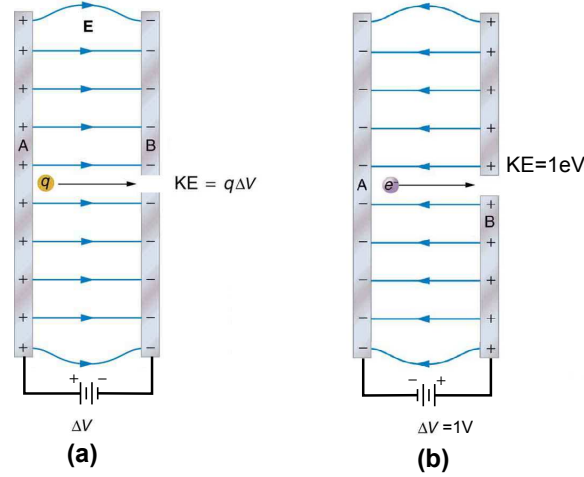 E
+ −
+ −
+ −
+ −
A B
+ −
q KE = qΔV
+ −
+ −
+ −
+ −
+ −
+ −
ΔV
(a)
− +
− +
− +
− +
− +
KE=1eV
A e⁻
− +
B
− +
− +
− +
− +
− +
ΔV =1V
(b)